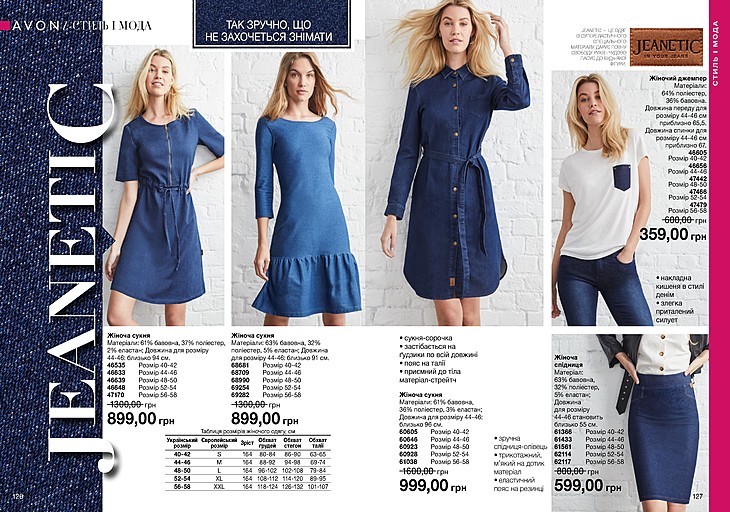 AVON / СТИЛЬ І МОДА
ТАК ЗРУЧНО, ЩО
НЕ ЗАХОЧЕТЬСЯ ЗНІМАТИ
JEANETIC
JEANETIC – ЦЕ ОДЯГ
ІЗ СУПЕРЕЛАСТИЧНОГО
СПЕЦІАЛЬНОГО
JEANETIC
IN YOUR JEANS
СТИЛЬ І МОДА
Жіночий джемпер
Матеріали:
64% поліестер,
36% бавовна.
Довжина переду для
розміру 44-46 см
приблизно 65,5.
Довжина спинки для
розміру 44-46 см
приблизно 67.
46605
Розмір 40-42
46656
Розмір 44-46
47442
Розмір 48-50
47466
Розмір 52-54
47479
Розмір 56-58
600,00 грн
359,00 грн
• накладна
кишеня в стилі
денім
• злегка
приталений
силует
Жіноча сукня
Матеріали: 61% бавовна, 37% поліестер,
2% еластан; Довжина для розміру
44-46: близько 94 см.
46535 Розмір 40-42
46633 Розмір 44-46
46639 Розмір 48-50
46648 Розмір 52-54
47170 Розмір 56-58
1300,00 грн
899,00 грн
Жіноча сукня
Матеріали: 63% бавовна, 32%
поліестер, 5% еластан; Довжина
для розміру 44-46: близько 91 см.
68681 Розмір 40-42
68709 Розмір 44-46
68990 Розмір 48-50
69254 Розмір 52-54
69282 Розмір 56-58
1300,00 грн
899,00 грн
Таблиця розмірів жіночого одягу, см
Український розмір Європейський розмір Зріст Обхват грудей Обхват стегон Обхват талії
40-42 S 164 80-84 86-90 63-65
44-46 M 164 88-92 94-98 69-74
48-50 L 164 96-102 102-108 79-84
52-54 XL 164 108-112 114-120 89-95
56-58 XXL 164 118-124 126-132 101-107
• сукня-сорочка
• застібається на
ґудзики по всій довжині
• пояс на талії
• приємний до тіла
матеріал-стретч
Жіноча сукня
Матеріали: 61% бавовна,
36% поліестер, 3% еластан;
Довжина для розміру 44-46:
близько 96 см.
60605 Розмір 40-42
60646 Розмір 44-46
60923 Розмір 48-50
60928 Розмір 52-54
61038 Розмір 56-58
1600,00 грн
999,00 грн
• зручна
спідниця-олівець
• трикотажний,
м'який на дотик
матеріал
• еластичний
пояс на резинці
Жіноча
спідниця
Матеріал:
63% бавовна,
32% поліестер,
5% еластан;
Довжина
для розміру
44-46 становить
близько 55 см.
61366 Розмір 40-42
61433 Розмір 44-46
61561 Розмір 48-50
62114 Розмір 52-54
62117 Розмір 56-58
800,00 грн
599,00 грн
126
127